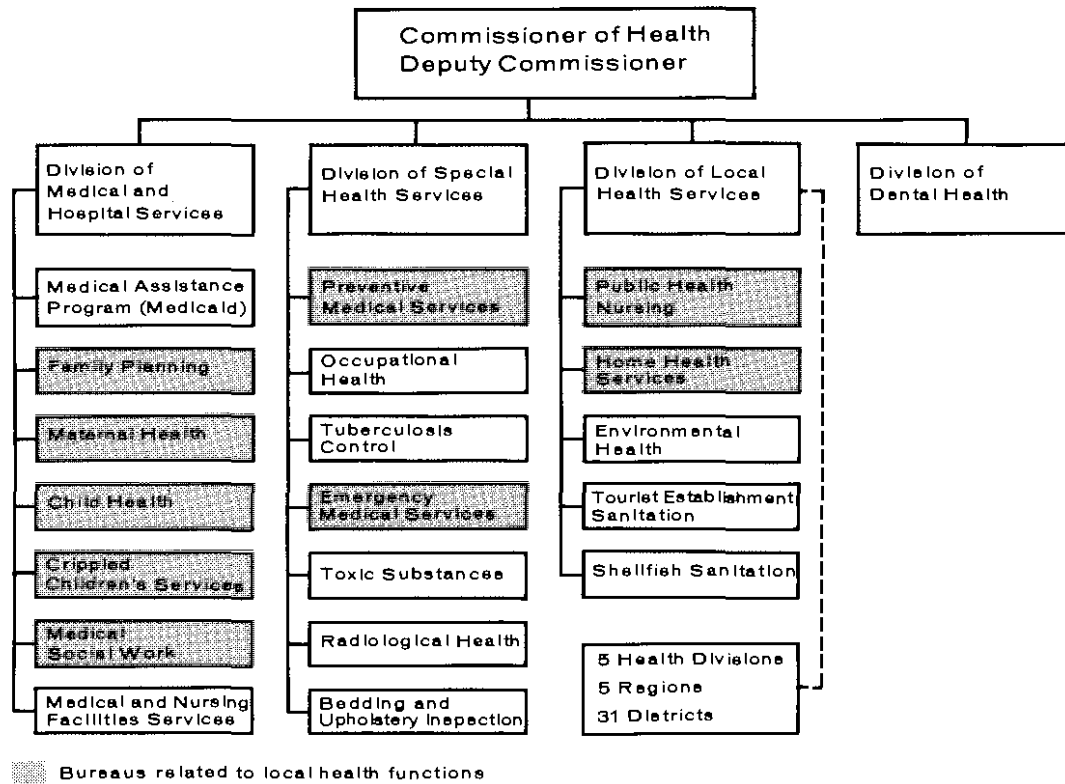 Commissioner of Health
Deputy Commissioner
Division of
Medical and
Hospital Services
Medical Assistance
Program (Medicaid)
Family Planning
Maternal Health
Child Health
Crippled
Children's Services
Medical
Social Work
Medical and Nursing
Facilities Services
Division of Special
Health Services
Preventive
Medical Services
Occupational
Health
Tuberculosis
Control
Emergency
Medical Services
Toxic Substances
Radiological Health
Bedding and
Upholstery Inspection
Division of Local
Health Services
Public Health
Nursing
Home Health
Services
Environmental
Health
Tourist Establishment
Sanitation
Shellfish Sanitation
5 Health Divisions
5 Regions
31 Districts
Division of
Dental Health
Bureaus related to local health functions